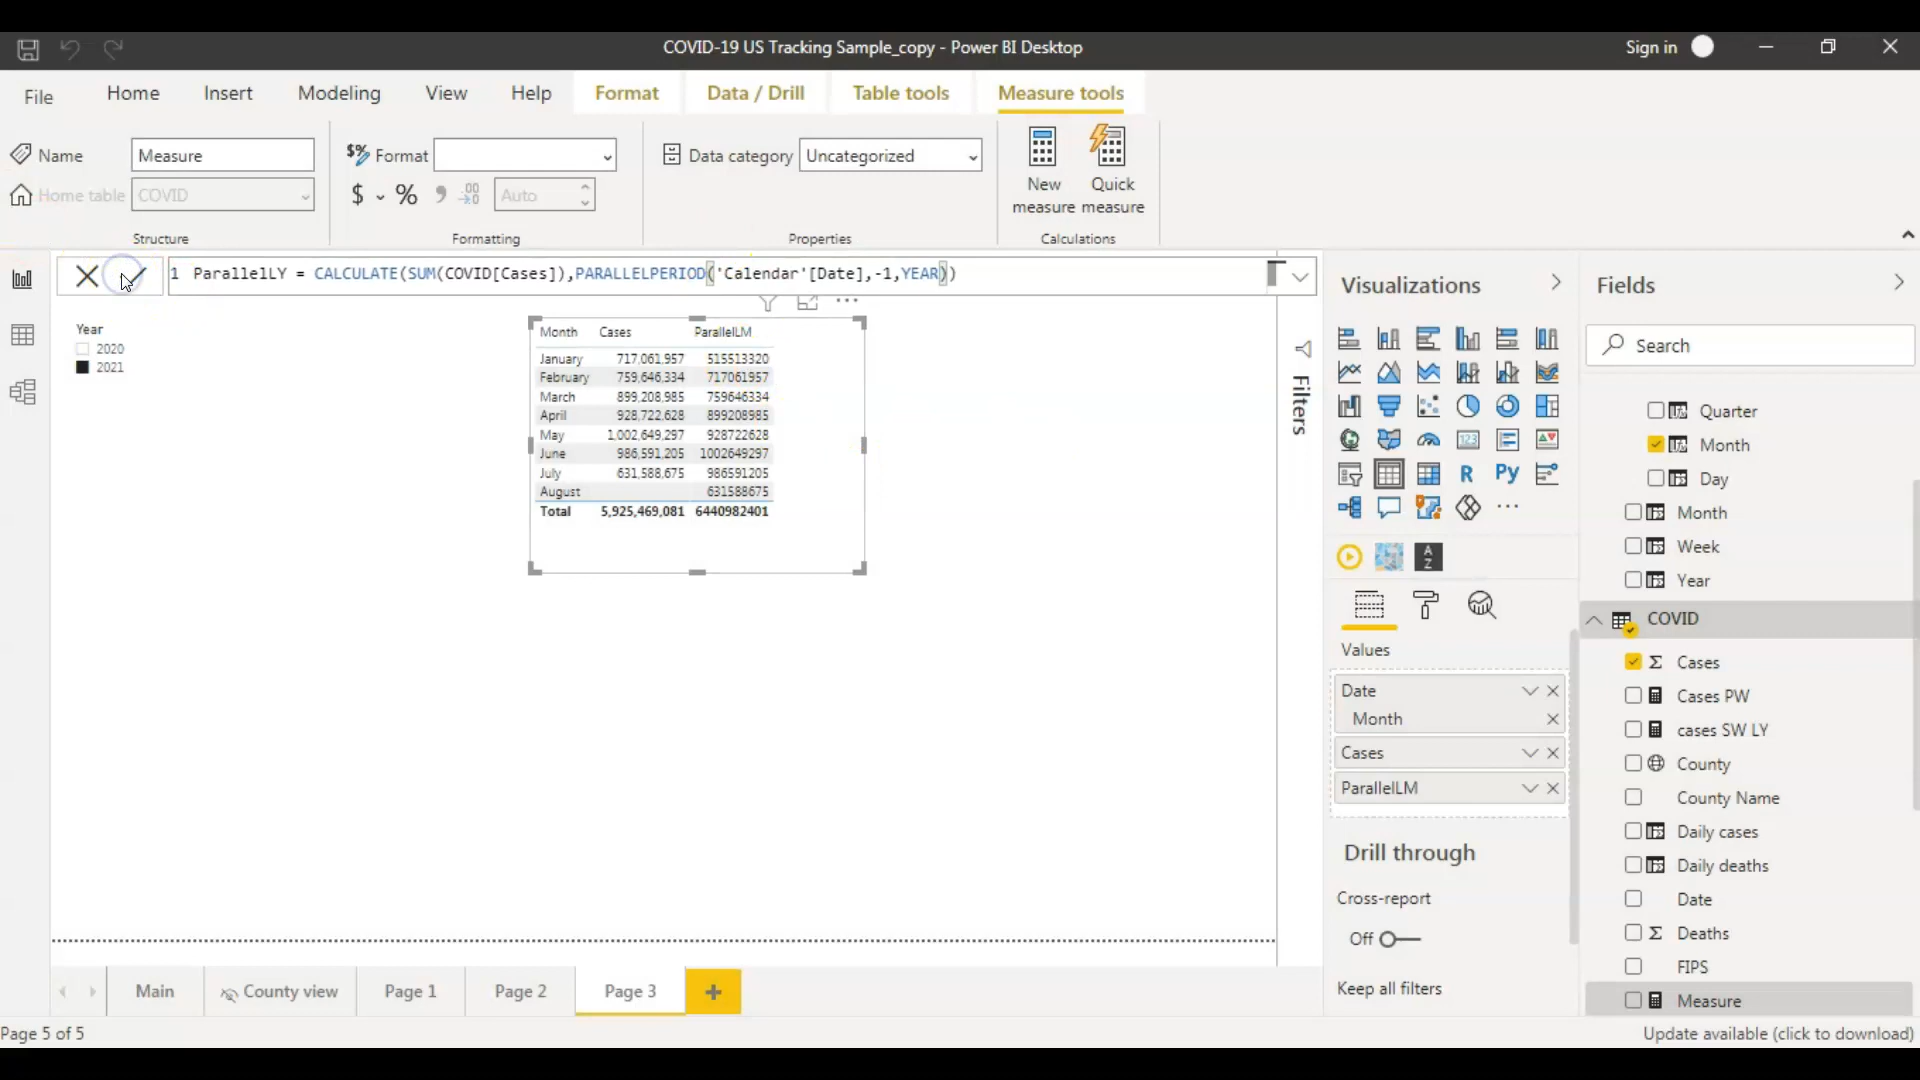 COVID-19 US Tracking Sample_copy - Power BI Desktop
Sign in
File
Home
Insert
Modeling
View
Help
Format
Data / Drill
Table tools
Measure tools
Name
Measure
Home table
COVID
Structure
$% Format
$ % 9 .00
Auto
Formatting
Data category
Uncategorized
Properties
New measure
Quick measure
Calculations
1 ParallelLY = CALCULATE(SUM(COVID[Cases]),PARALLELPERIOD('Calendar'[Date],-1,YEAR))
Year
2020
2021
Month Cases ParallelLM
January 717,061,957 515513320
February 759,646,334 717061957
March 899,208,985 759646334
April 928,722,628 899208985
May 1,002,649,297 928722628
June 986,591,205 1002649297
July 631,588,675 986591205
August 631588675
Total 5,925,469,081 6440982401
Filters
Visualizations
123
R
Py
A
Z
Values
Date
Month
Cases
ParallelLM
Drill through
Cross-report
Off
Keep all filters
Fields
Search
Quarter
Month
Day
Month
Week
Year
COVID
Cases
Cases PW
cases SW LY
County
County Name
Daily cases
Daily deaths
Date
Deaths
FIPS
Measure
Main
County view
Page 1
Page 2
Page 3
Page 5 of 5
Update available (click to download)